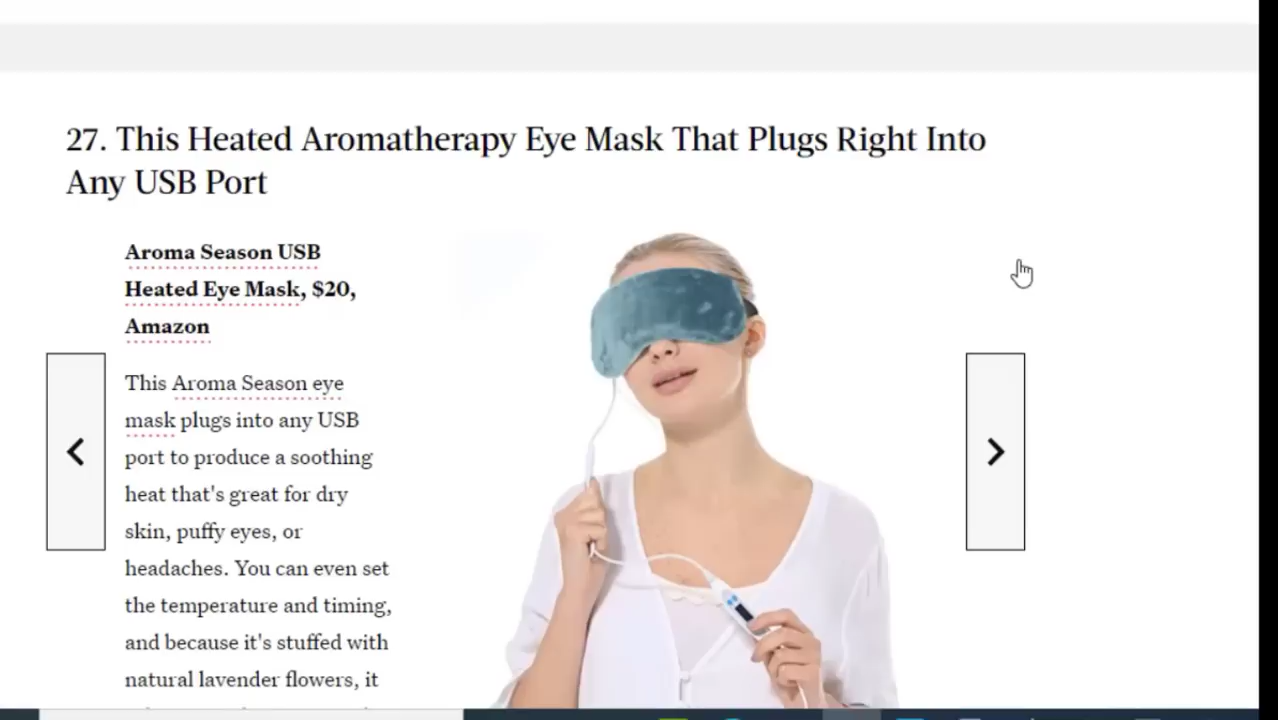 27. This Heated Aromatherapy Eye Mask That Plugs Right Into
Any USB Port
Aroma Season USB
Heated Eye Mask, $20,
Amazon
This Aroma Season eye
mask plugs into any USB
port to produce a soothing
heat that's great for dry
skin, puffy eyes, or
headaches. You can even set
the temperature and timing,
and because it's stuffed with
natural lavender flowers, it